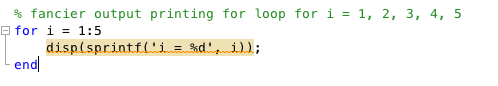 % fancier output printing for loop for i = 1, 2, 3, 4, 5
for i = 1:5
disp(sprintf('i = %d', i));
end